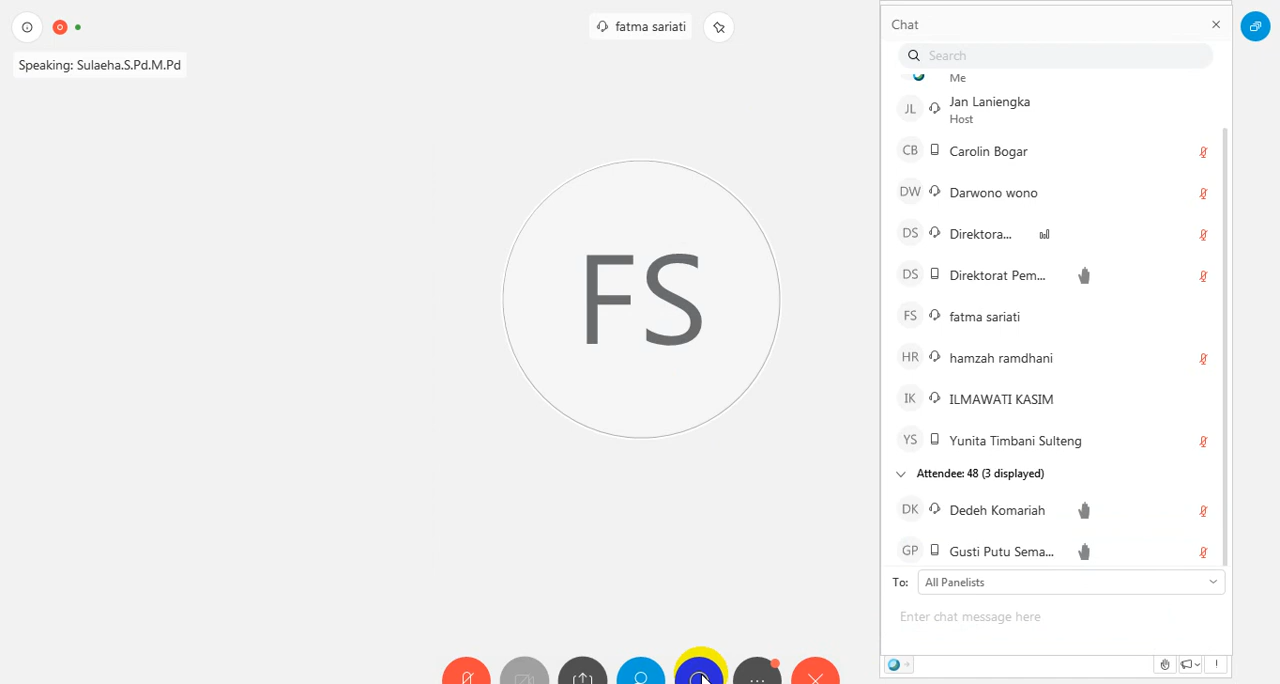 fatma sariati
Speaking: Sulaeha.S.Pd.M.Pd
FS
Chat
Search
Me
JL Jan Laniengka
Host
CB Carolin Bogar
DW Darwono wono
DS Direktora...
DS Direktorat Pem...
FS fatma sariati
HR hamzah ramdhani
IK ILMAWATI KASIM
YS Yunita Timbani Sulteng
Attendee: 48 (3 displayed)
DK Dedeh Komariah
GP Gusti Putu Sema...
To: All Panelists
Enter chat message here